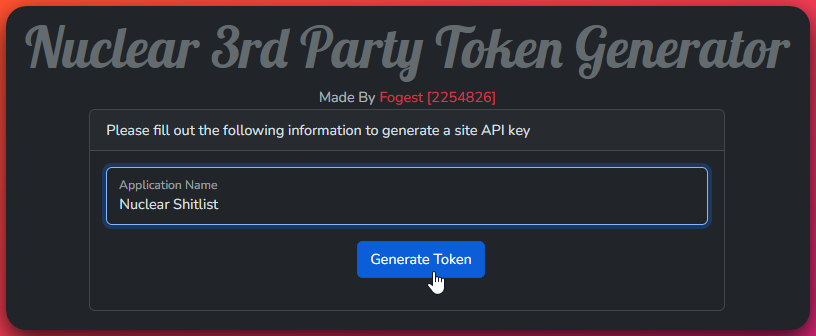 Nuclear 3rd Party Token Generator
Made By Fogest [2254826]
Please fill out the following information to generate a site API key
Application Name
Nuclear Shitlist
Generate Token